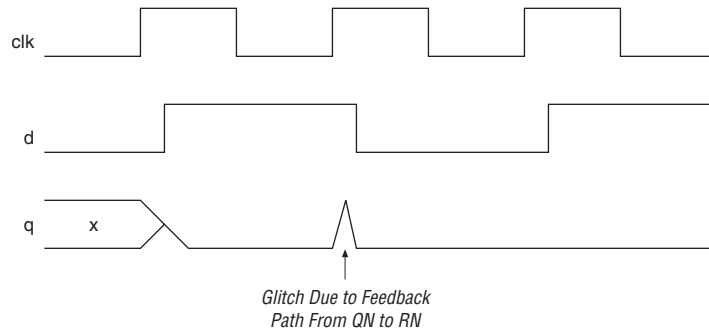 clk
d
q
x
Glitch Due to Feedback
Path From QN to RN